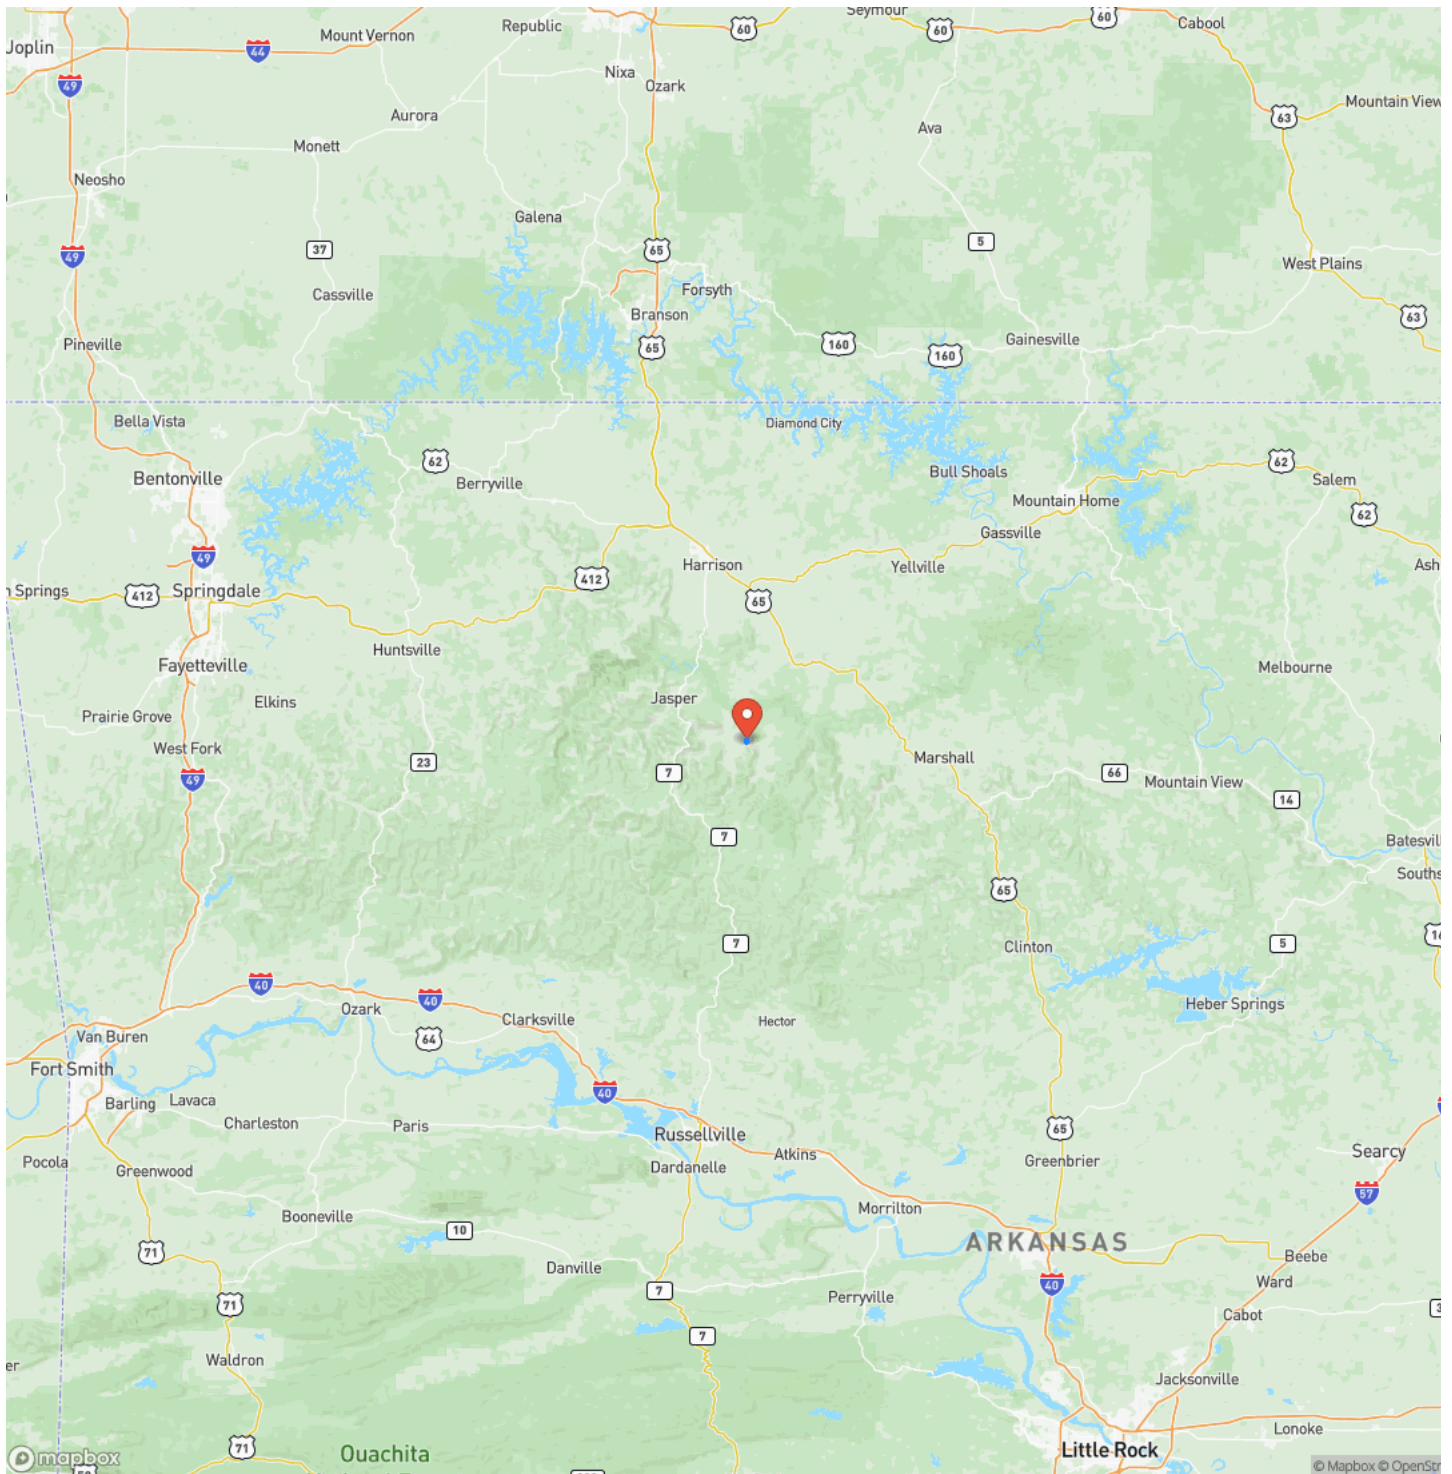 Seymour
60
60
60
Cabool
Republic
Mount Vernon
Joplin
44
49
Nixa
Ozark
Mountain View
63
Aurora
Ava
Monett
Neosho
Galena
5
65
37
49
West Plains
Cassville
Forsyth
Branson
63
Pineville
65
160
160
Gainesville
Bella Vista
Diamond City
62
Bull Shoals
62
Bentonville
Berryville
Salem
Mountain Home
62
Gassville
49
Harrison
Yellville
Ash
412
n Springs
412
Springdale
65
Huntsville
Fayetteville
Melbourne
Elkins
Jasper
Prairie Grove
West Fork
23
Marshall
7
66
49
Mountain View
14
7
Batesvil
Souths
65
16
7
Clinton
5
40
40
Heber Springs
Ozark
Clarksville
Hector
Van Buren
64
Fort Smith
40
Barling
Lavaca
Charleston
Paris
65
Russellville
Searcy
Pocola
Atkins
Greenbrier
Greenwood
Dardanelle
57
Morrilton
Booneville
10
ARKANSAS
71
Beebe
Danville
Ward
40
7
Perryville
71
Cabot
3
7
er
Waldron
Jacksonville
Lonoke
71
Ouachita
Little Rock
mapbox
© Mapbox © OpenStr